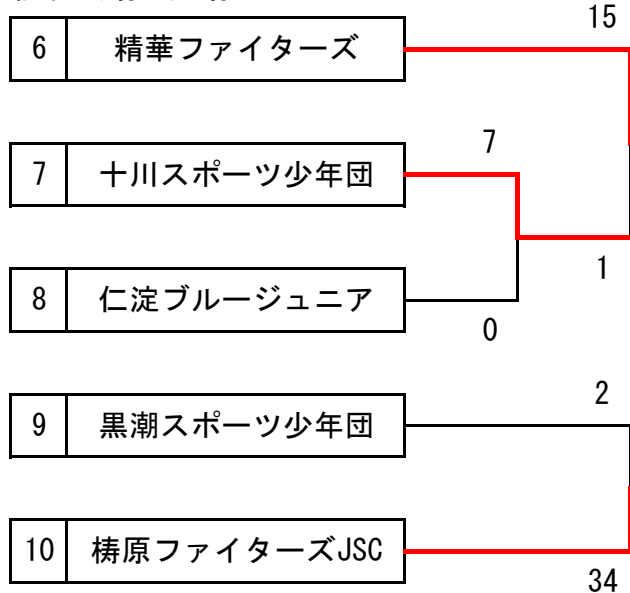 15
6 精華ファイターズ
7
7 十川スポーツ少年団
1
8 仁淀ブルージュニア
0
2
9 黒潮スポーツ少年団
10 梼原ファイターズJSC
34